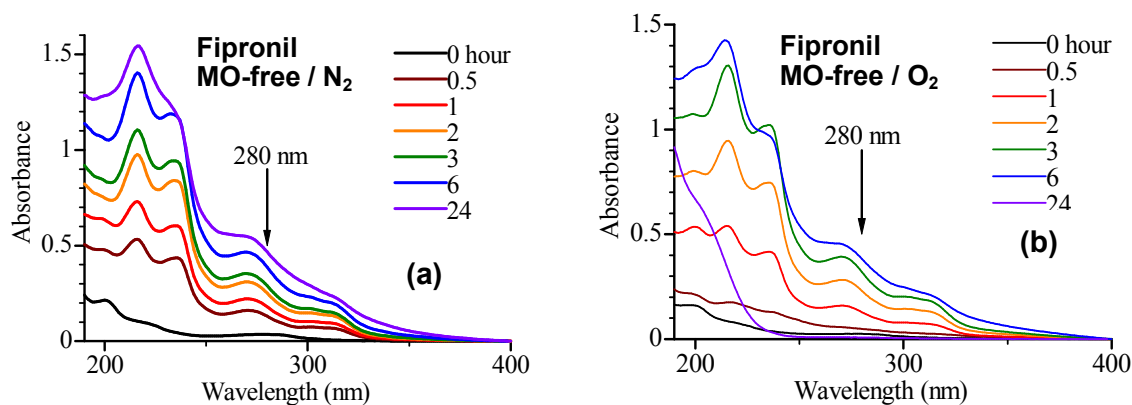 Fipronil
MO-free / N₂
0 hour
0.5
1
2
3
6
24
280 nm
(a)
Absorbance
1.5
1
0.5
0
200
300
400
Wavelength (nm)
Fipronil
MO-free / O₂
0 hour
0.5
1
2
3
6
24
280 nm
(b)
Absorbance
1.5
1
0.5
0
200
300
400
Wavelength (nm)